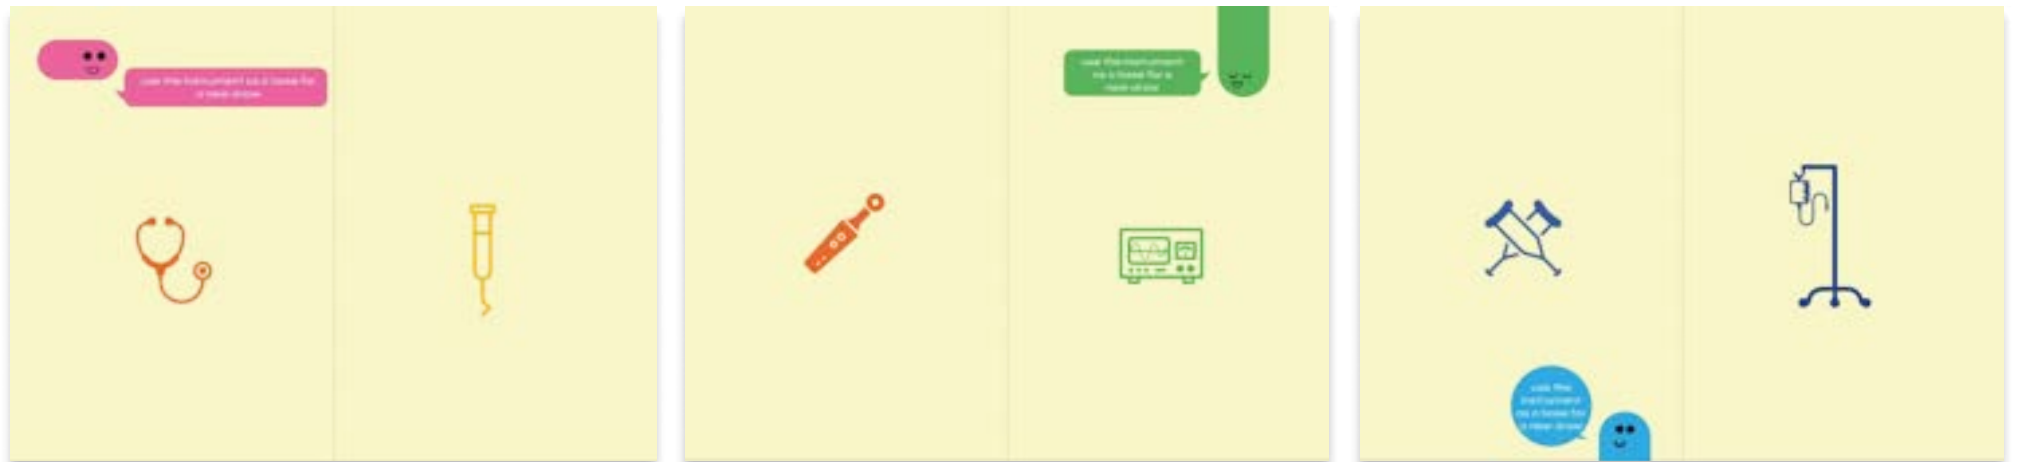 use the instrument as a base for
a new draw
use the instrument
as a base for a
new draw
use the
instrument
as a base for
a new draw